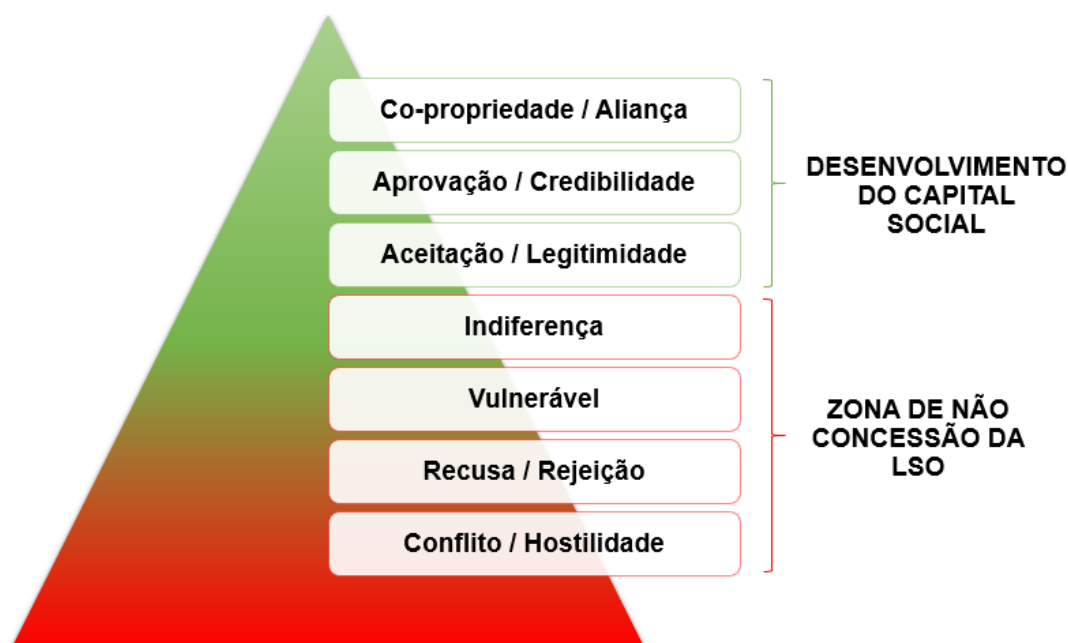 Co-propriedade / Aliança
Aprovação / Credibilidade
Aceitação / Legitimidade
DESENVOLVIMENTO
DO CAPITAL
SOCIAL
Indiferença
Vulnerável
Recusa / Rejeição
Conflito / Hostilidade
ZONA DE NÃO
CONCESSÃO DA
LSO